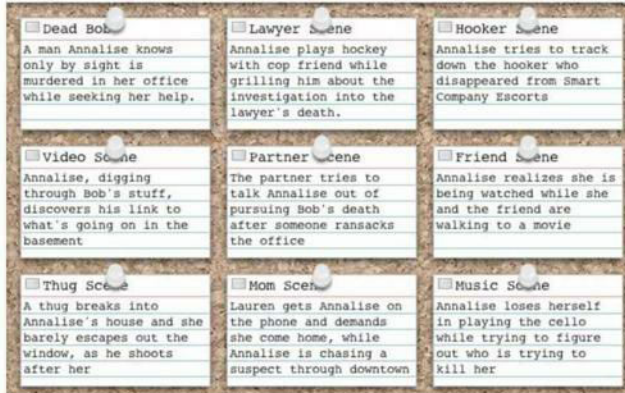 Dead Bob
A man Annalise knows
only by sight is
murdered in her office
while seeking her help.
Lawyer Scene
Annalise plays hockey
with cop friend while
grilling him about the
investigation into the
lawyer's death.
Hooker Scene
Annalise tries to track
down the hooker who
disappeared from Smart
Company Escorts
Video Scene
Annalise, digging
through Bob's stuff,
discovers his link to
what's going on in the
basement
Partner Scene
The partner tries to
talk Annalise out of
pursuing Bob's death
after someone ransacks
the office
Friend Scene
Annalise realizes she is
being watched while she
and the friend are
walking to a movie
Thug Scene
A thug breaks into
Annalise's house and she
barely escapes out the
window, as he shoots
after her
Mom Scene
Lauren gets Annalise on
the phone and demands
she come home, while
Annalise is chasing a
suspect through downtown
Music Scene
Annalise loses herself
in playing the cello
while trying to figure
out who is trying to
kill her